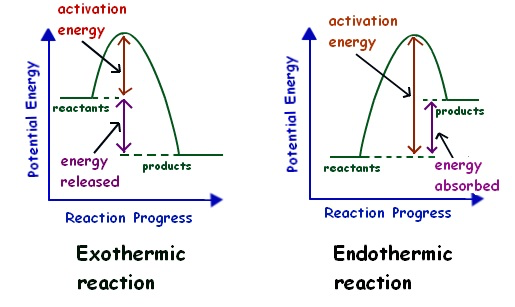 activation
energy
Potential Energy
reactants
energy
released
products
Reaction Progress
Exothermic
reaction
activation
energy
Potential Energy
products
reactants
energy
absorbed
Reaction Progress
Endothermic
reaction